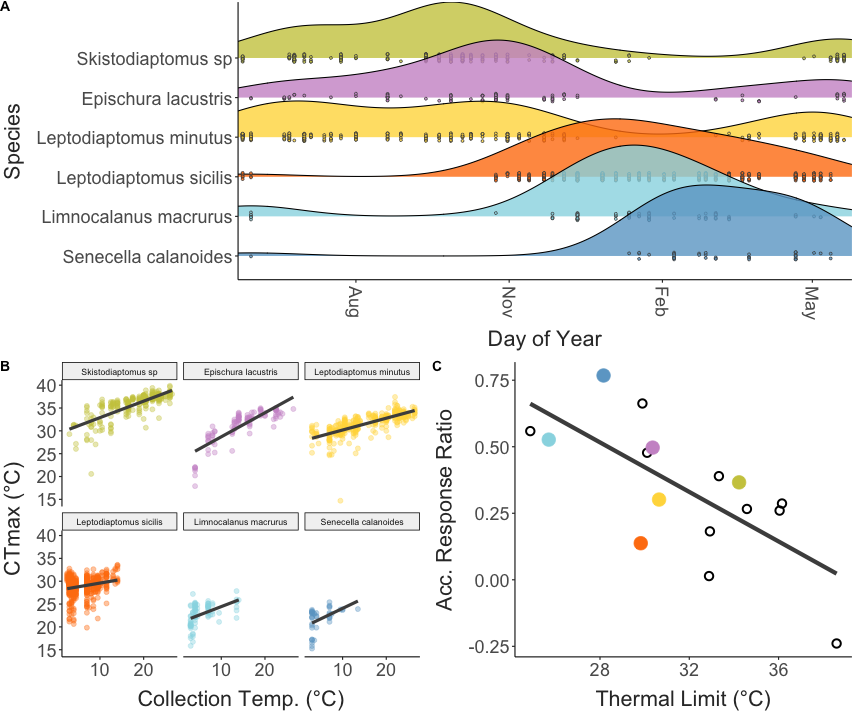 A
Species
Skistodiaptomus sp
Epischura lacustris
Leptodiaptomus minutus
Leptodiaptomus sicilis
Limnocalanus macrurus
Senecella calanoides
Aug
Nov
Feb
May
Day of Year
B
CTmax (°C)
Skistodiaptomus sp
Epischura lacustris
Leptodiaptomus minutus
40
35
30
25
20
15
Leptodiaptomus sicilis
Limnocalanus macrurus
Senecella calanoides
40
35
30
25
20
15
10 20 10 20 10 20
Collection Temp. (°C)
C
Acc. Response Ratio
0.75
0.50
0.25
0.00
-0.25
28 32 36
Thermal Limit (°C)